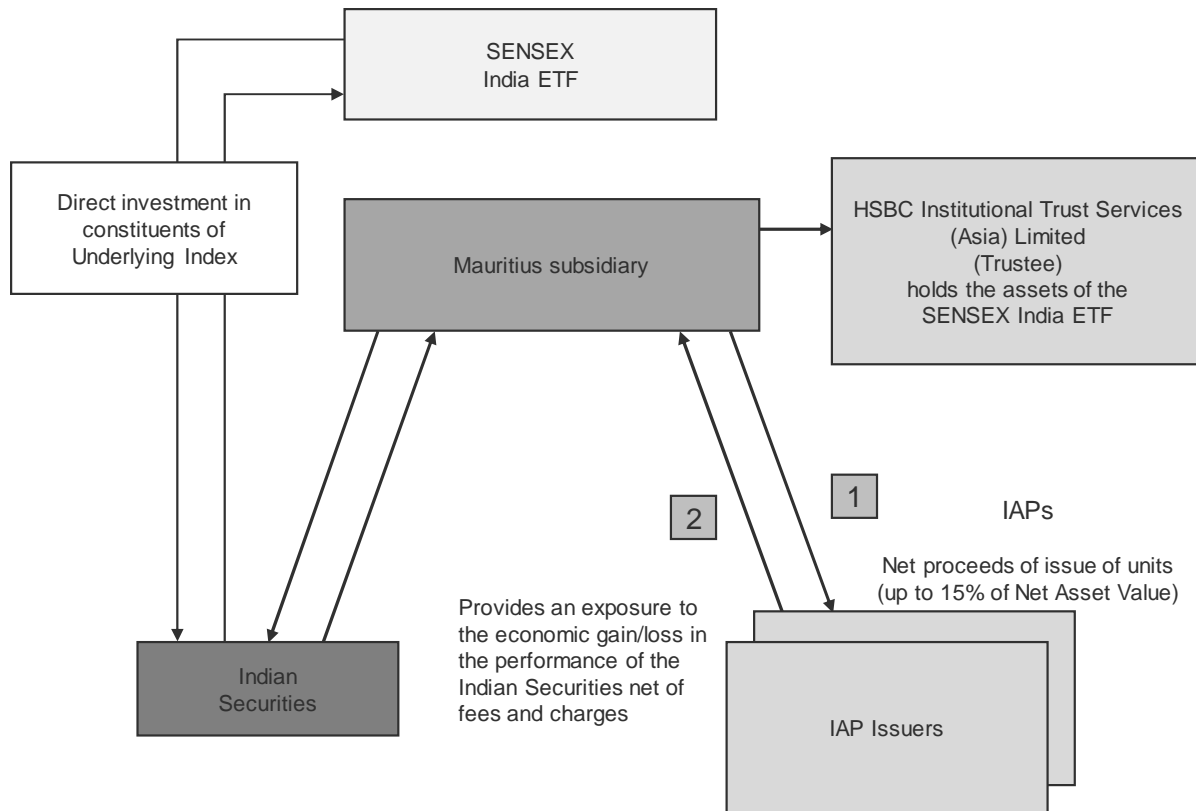 SENSEX
India ETF
Direct investment in
constituents of
Underlying Index
Mauritius subsidiary
HSBC Institutional Trust Services
(Asia) Limited
(Trustee)
holds the assets of the
SENSEX India ETF
1
2
IAPs
Net proceeds of issue of units
(up to 15% of Net Asset Value)
Provides an exposure to
the economic gain/loss in
the performance of the
Indian Securities net of
fees and charges
Indian
Securities
IAP Issuers